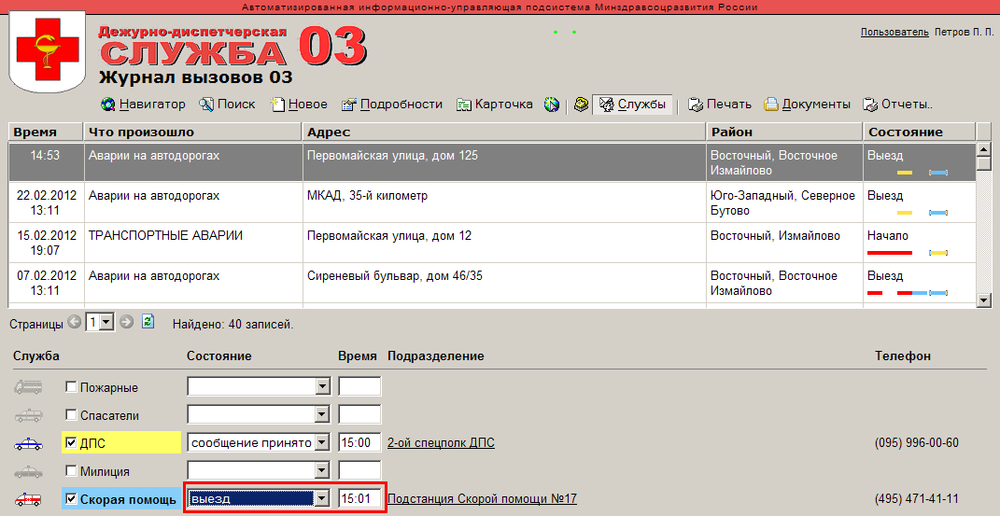 Автоматизированная информационно-управляющая подсистема Минздравсоцразвития России
Дежурно-диспетчерская
СЛУЖБА 03
Пользователь Петров П. П.
Журнал вызовов 03
Навигатор Поиск Новое Подробности Карточка Службы Печать Документы Отчеты..
Время Что произошло Адрес Район Состояние
14:53 Аварии на автодорогах Первомайская улица, дом 125 Восточный, Восточное Выезд
Измайлово
22.02.2012 Аварии на автодорогах МКАД, 35-й километр Юго-Западный, Северное Выезд
13:11 Бутово
15.02.2012 ТРАНСПОРТНЫЕ АВАРИИ Первомайская улица, дом 12 Восточный, Измайлово Начало
19:07
07.02.2012 Аварии на автодорогах Сиреневый бульвар, дом 46/35 Восточный, Восточное Выезд
13:11 Измайлово
Страницы 1 Найдено: 40 записей.
Служба Состояние Время Подразделение Телефон
Пожарные
Спасатели
ДПС сообщение принято 15:00 2-ой спецполк ДПС (095) 996-00-60
Милиция
Скорая помощь выезд 15:01 Подстанция Скорой помощи №17 (495) 471-41-11